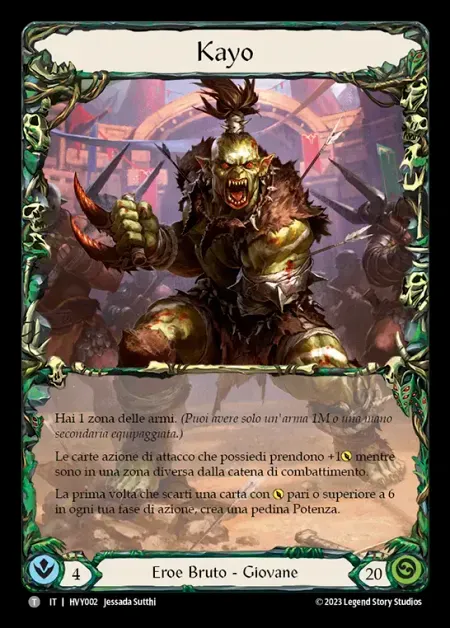 Kayo
Hai 1 zona delle armi. (Puoi avere solo un'arma 1M o una mano
secondaria equipaggiata.)
Le carte azione di attacco che possiedi prendono +1 mentre
sono in una zona diversa dalla catena di combattimento.
La prima volta che scarti una carta con pari o superiore a 6
in ogni tua fase di azione, crea una pedina Potenza.
4 Eroe Bruto - Giovane 20
T IT | HVY002 Jessada Sutthi © 2023 Legend Story Studios